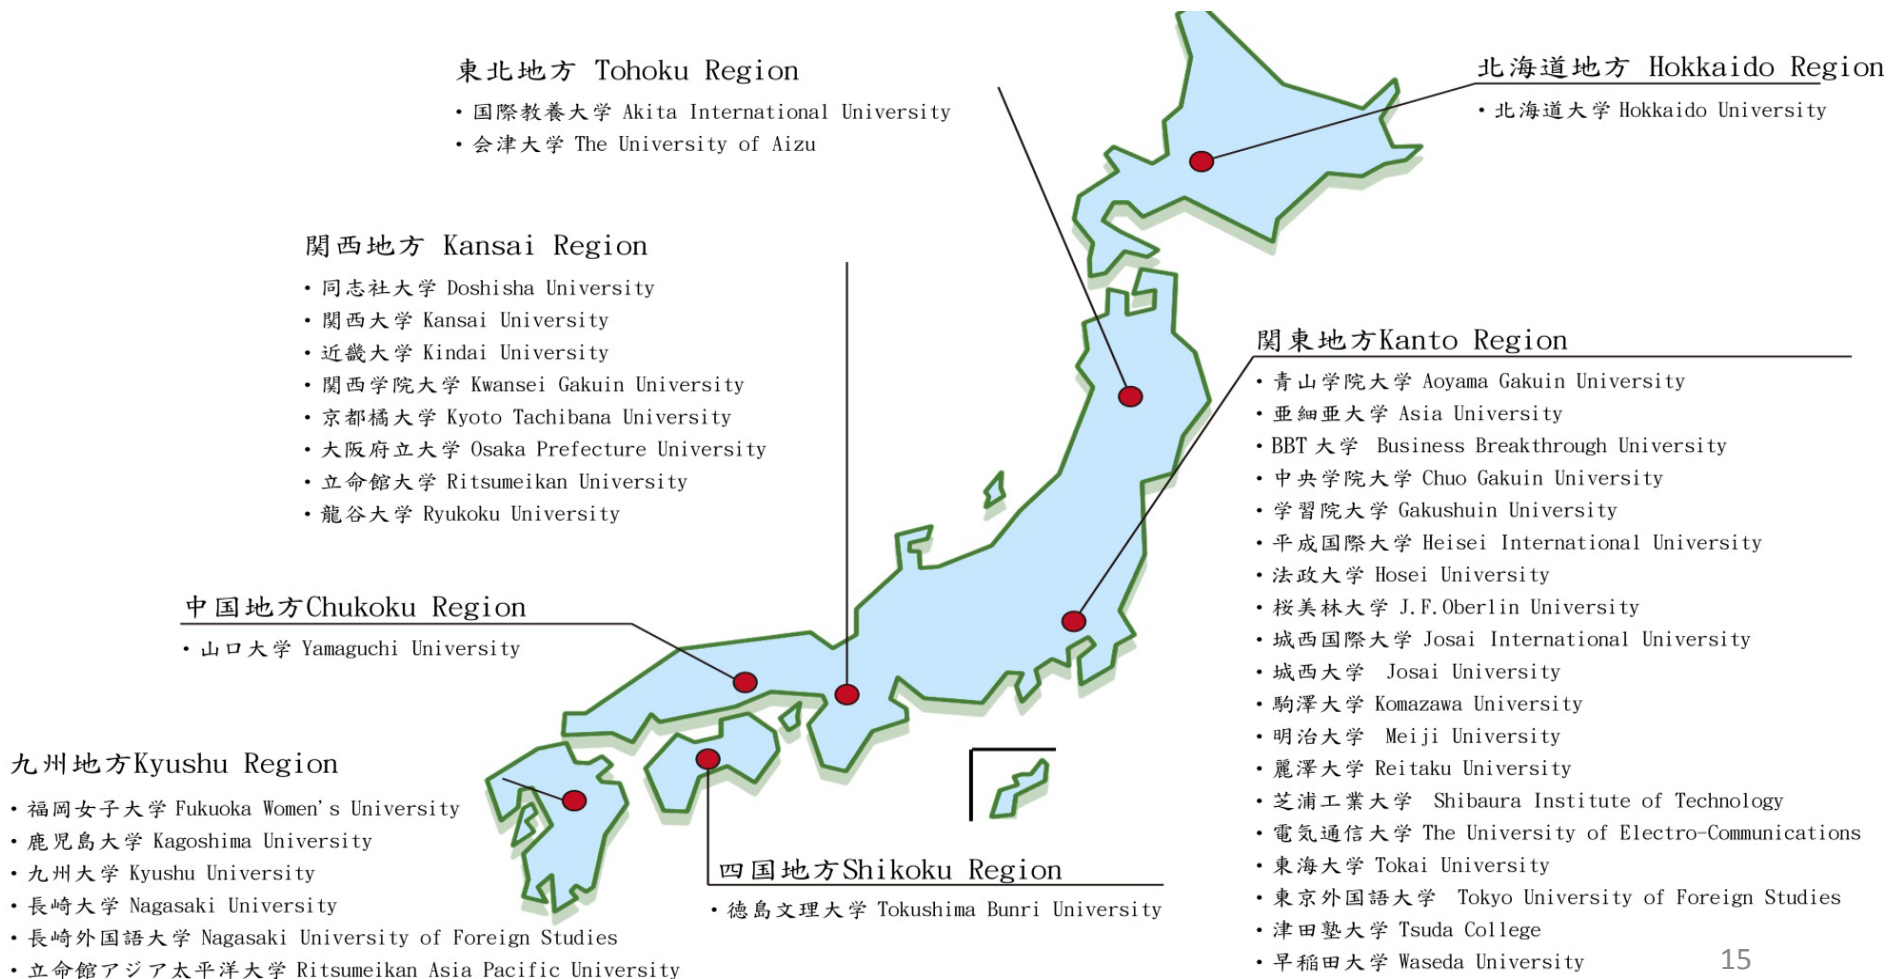 東北地方 Tohoku Region
・国際教養大学 Akita International University
・会津大学 The University of Aizu
北海道地方 Hokkaido Region
・北海道大学 Hokkaido University
関西地方 Kansai Region
・同志社大学 Doshisha University
・関西大学 Kansai University
・近畿大学 Kindai University
・関西学院大学 Kwansei Gakuin University
・京都橘大学 Kyoto Tachibana University
・大阪府立大学 Osaka Prefecture University
・立命館大学 Ritsumeikan University
・龍谷大学 Ryukoku University
関東地方Kanto Region
・青山学院大学 Aoyama Gakuin University
・亜細亜大学 Asia University
・BBT大学 Business Breakthrough University
・中央学院大学 Chuo Gakuin University
・学習院大学 Gakushuin University
・平成国際大学 Heisei International University
・法政大学 Hosei University
・桜美林大学 J.F.Oberlin University
・城西国際大学 Josai International University
・城西大学 Josai University
・駒澤大学 Komazawa University
・明治大学 Meiji University
・麗澤大学 Reitaku University
・芝浦工業大学 Shibaura Institute of Technology
・電気通信大学 The University of Electro-Communications
・東海大学 Tokai University
・東京外国語大学 Tokyo University of Foreign Studies
・津田塾大学 Tsuda College
・早稲田大学 Waseda University
中国地方Chukoku Region
・山口大学 Yamaguchi University
九州地方Kyushu Region
・福岡女子大学 Fukuoka Women's University
・鹿児島大学 Kagoshima University
・九州大学 Kyushu University
・長崎大学 Nagasaki University
・長崎外国語大学 Nagasaki University of Foreign Studies
・立命館アジア太平洋大学 Ritsumeikan Asia Pacific University
四国地方Shikoku Region
・徳島文理大学 Tokushima Bunri University
15